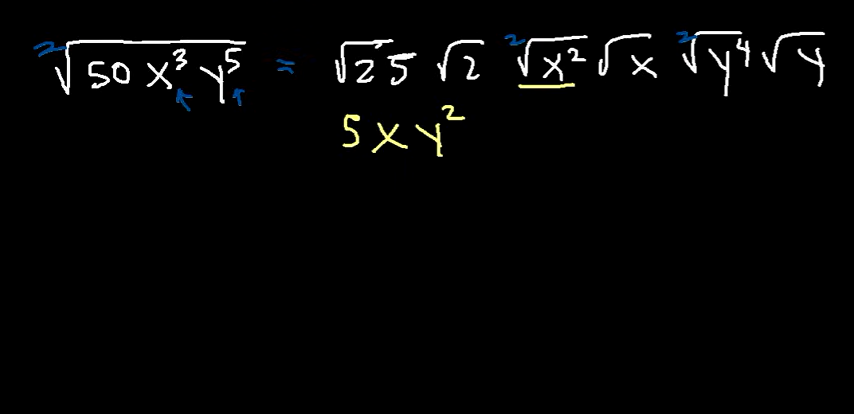 ²√50x³y⁵ = √25 √2 ²√x² √x ²√y⁴ √y
5xy²